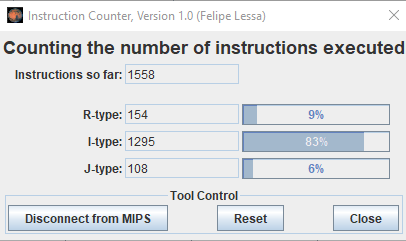 Instruction Counter, Version 1.0 (Felipe Lessa)
Counting the number of instructions executed
Instructions so far: 1558
R-type: 154 9%
I-type: 1295 83%
J-type: 108 6%
Tool Control
Disconnect from MIPS Reset Close